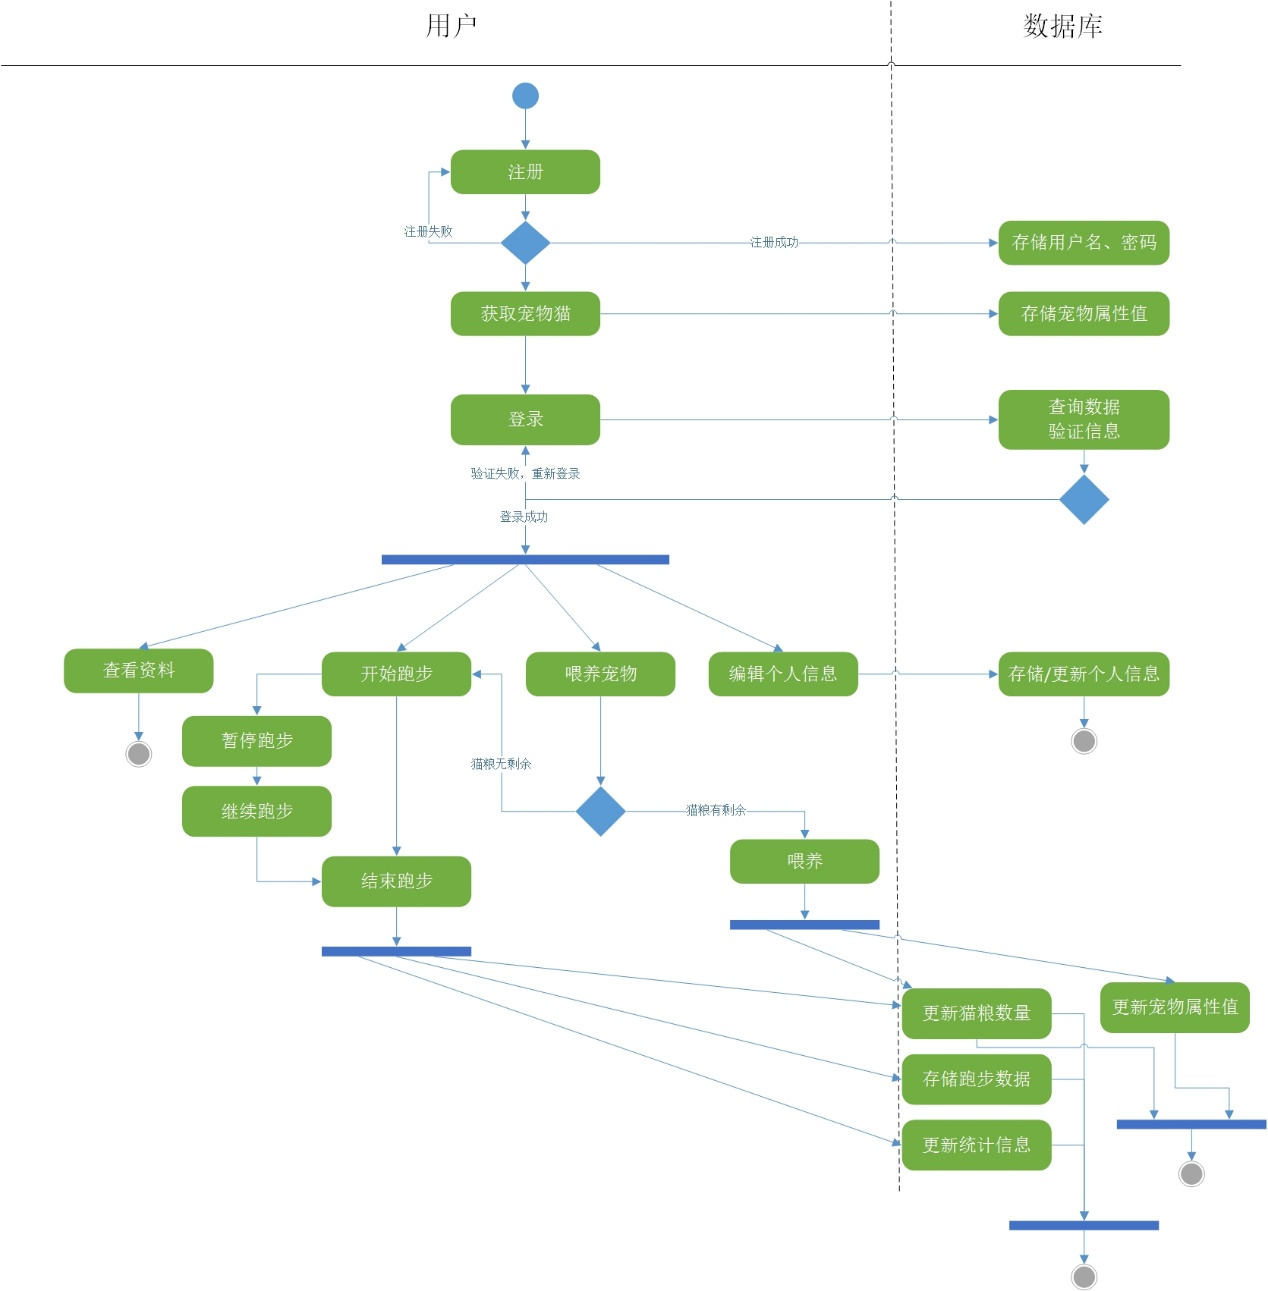 用户
数据库
注册
注册失败
注册成功
存储用户名、密码
获取宠物猫
存储宠物属性值
登录
查询数据
验证信息
验证失败，重新登录
登录成功
查看资料
开始跑步
喂养宠物
编辑个人信息
存储/更新个人信息
暂停跑步
猫粮无剩余
继续跑步
猫粮有剩余
喂养
结束跑步
更新猫粮数量
更新宠物属性值
存储跑步数据
更新统计信息